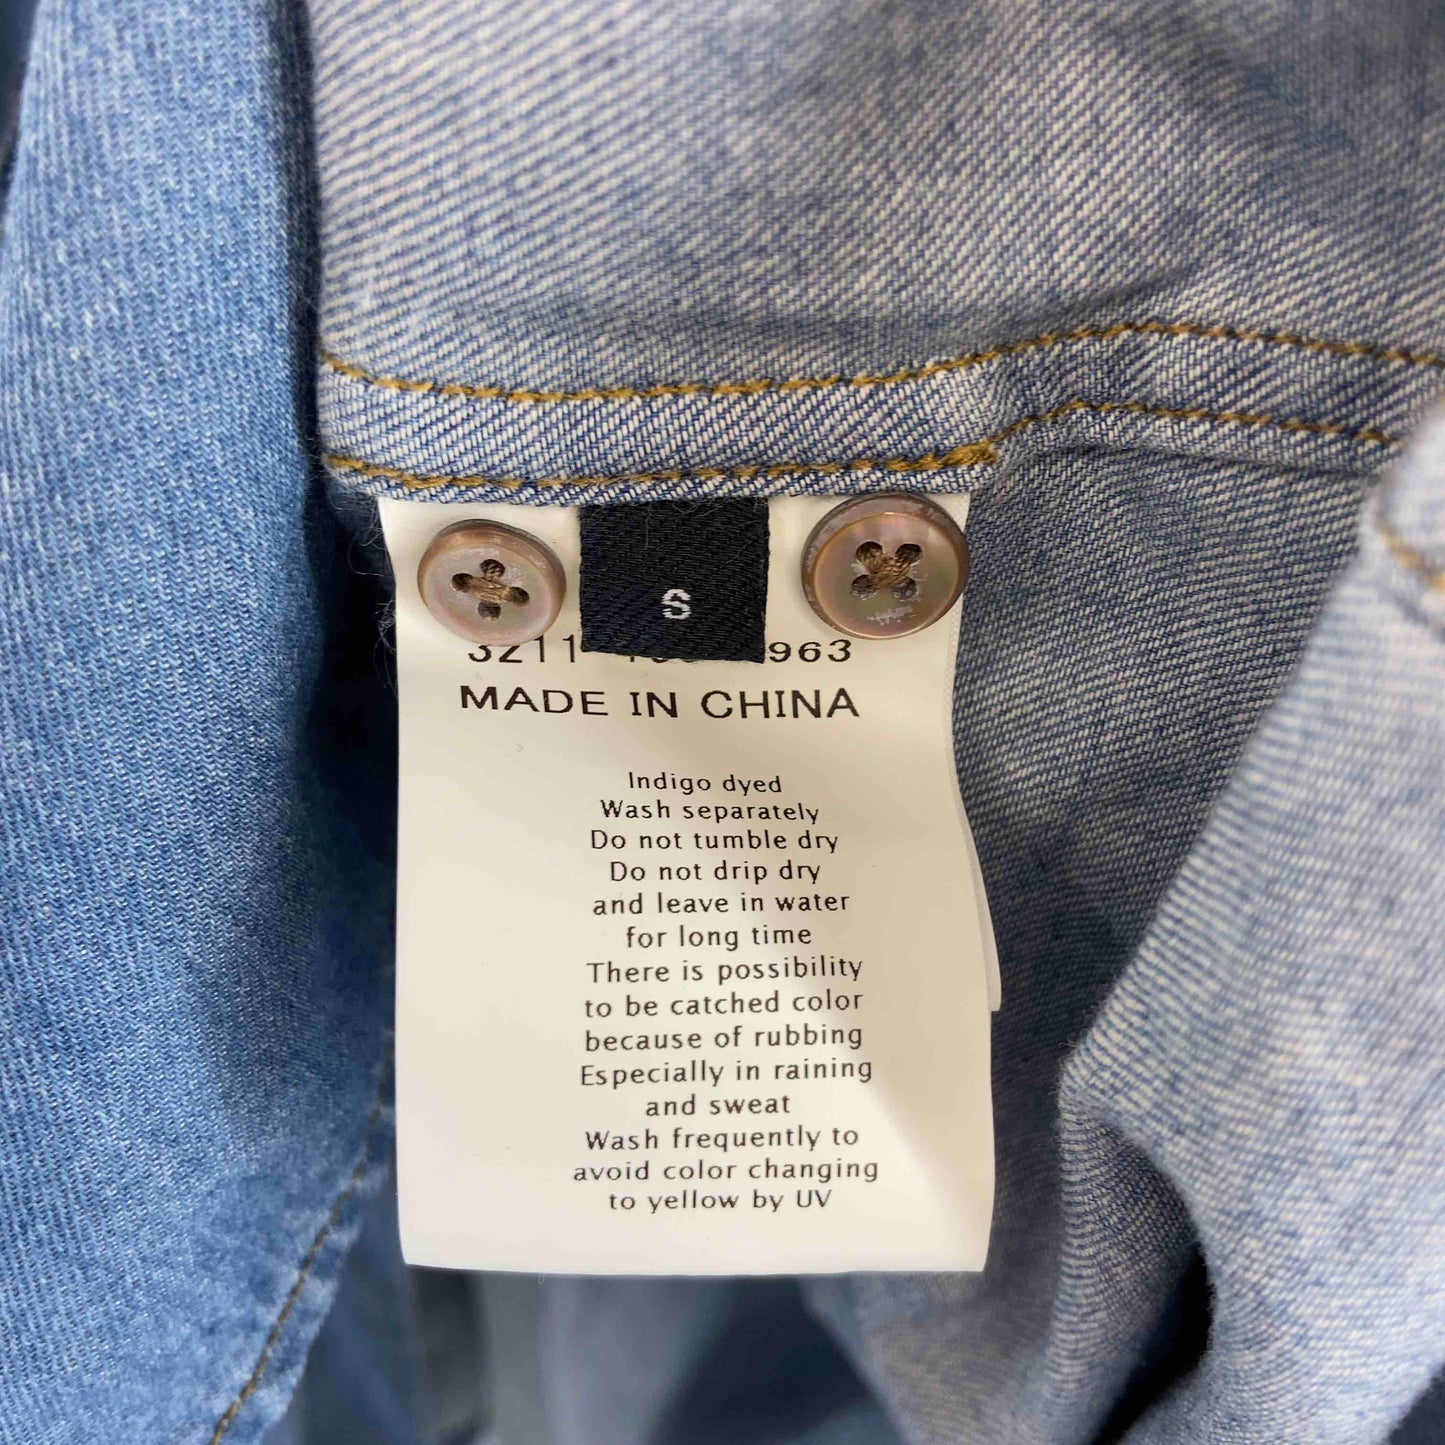 S
963
MADE IN CHINA
Indigo dyed
Wash separately
Do not tumble dry
Do not drip dry
and leave in water
for long time
There is possibility
to be catched color
because of rubbing
Especially in raining
and sweat
Wash frequently to
avoid color changing
to yellow by UV